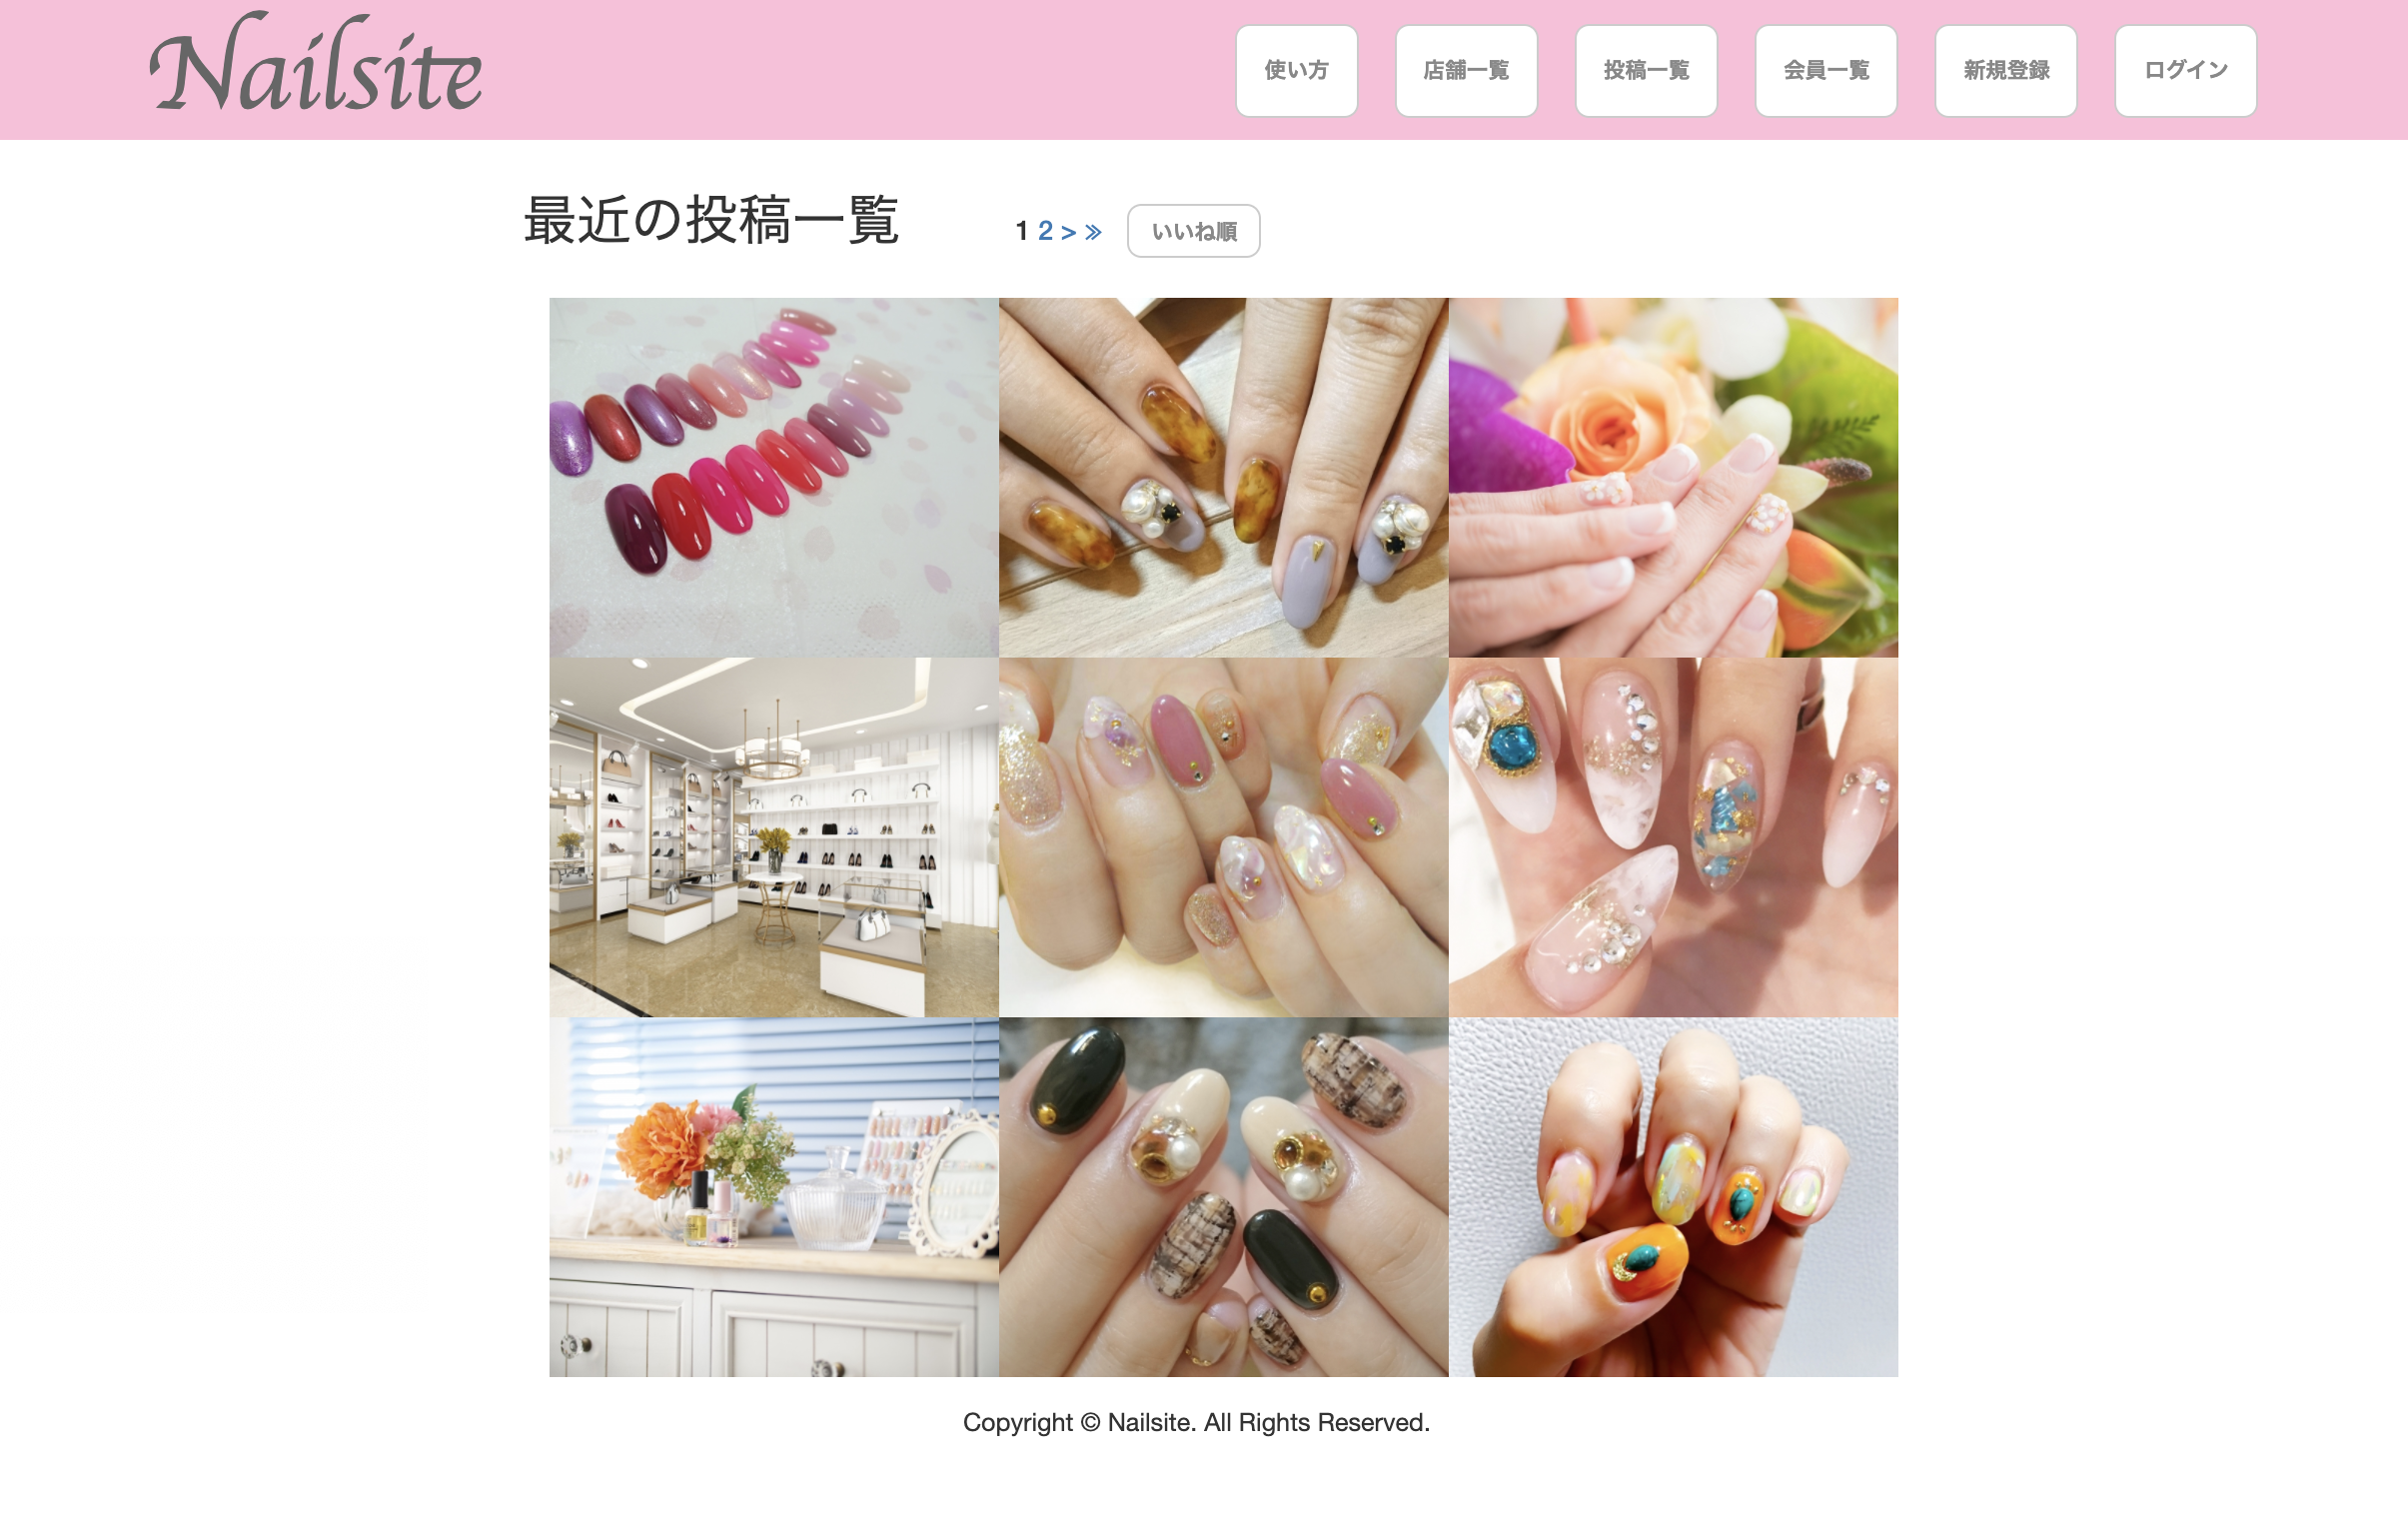 Nailsite
使い方 店舗一覧 投稿一覧 会員一覧 新規登録 ログイン
最近の投稿一覧 1 2 > ≫ いいね順
Copyright © Nailsite. All Rights Reserved.